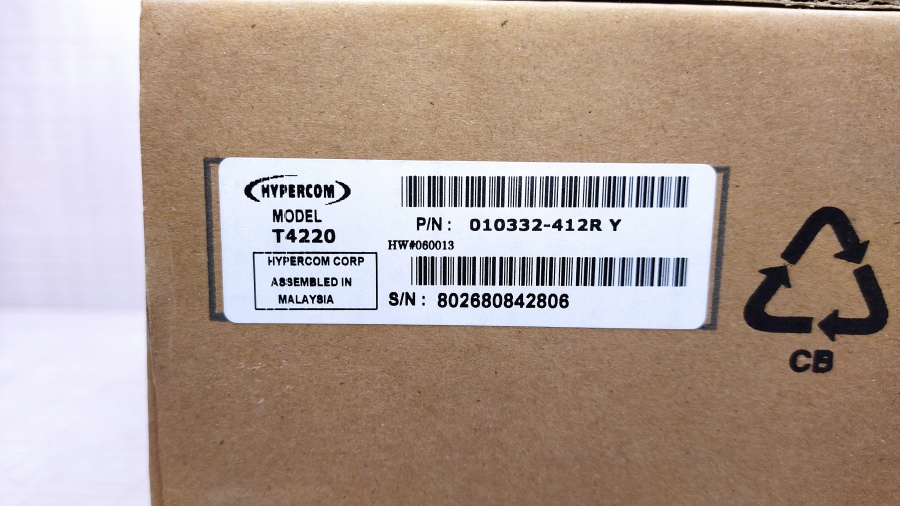 HYPERCOM
MODEL
T4220
HYPERCOM CORP
ASSEMBLED IN
MALAYSIA
P/N : 010332-412R Y
HW#060013
S/N : 802680842806
CB